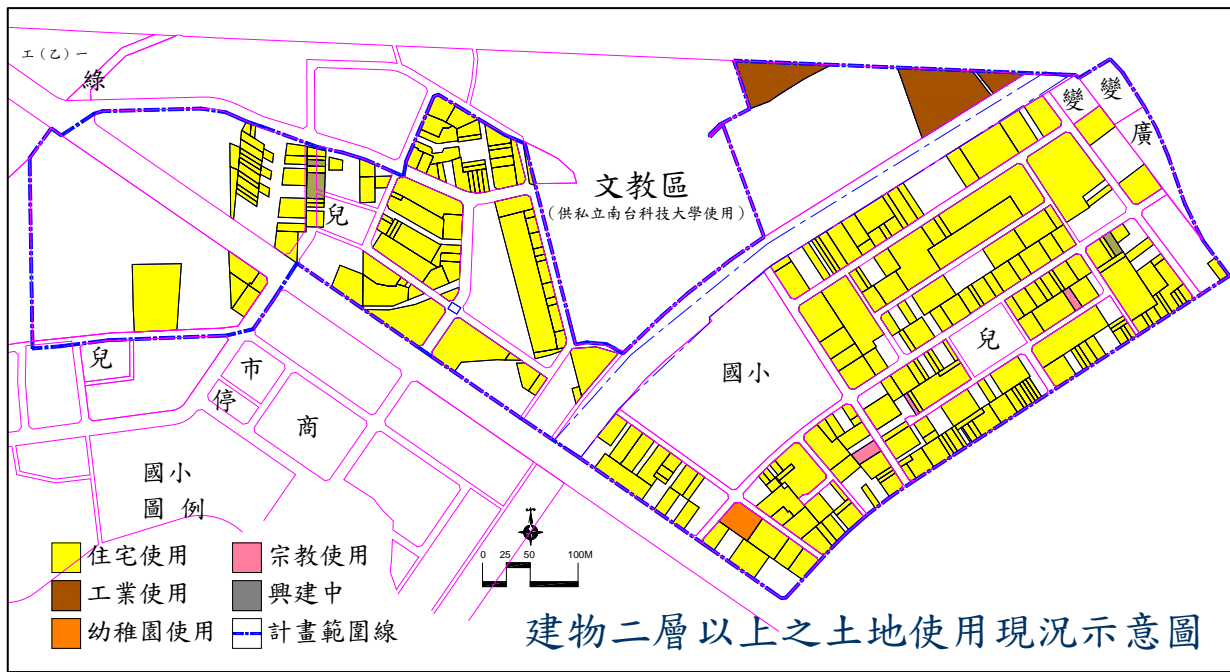 工(乙)一
綠
變
變
廣
文教區
(供私立南台科技大學使用)
兒
國小
兒
兒
市
停
商
國小
圖 例
住宅使用
宗教使用
工業使用
興建中
幼稚園使用
計畫範圍線
0 25 50 100M
建物二層以上之土地使用現況示意圖